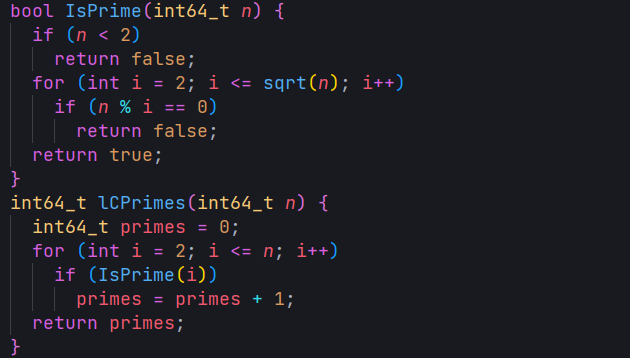 bool IsPrime(int64_t n) {
  if (n < 2)
    return false;
  for (int i = 2; i <= sqrt(n); i++)
    if (n % i == 0)
      return false;
  return true;
}
int64_t lCPrimes(int64_t n) {
  int64_t primes = 0;
  for (int i = 2; i <= n; i++)
    if (IsPrime(i))
      primes = primes + 1;
  return primes;
}